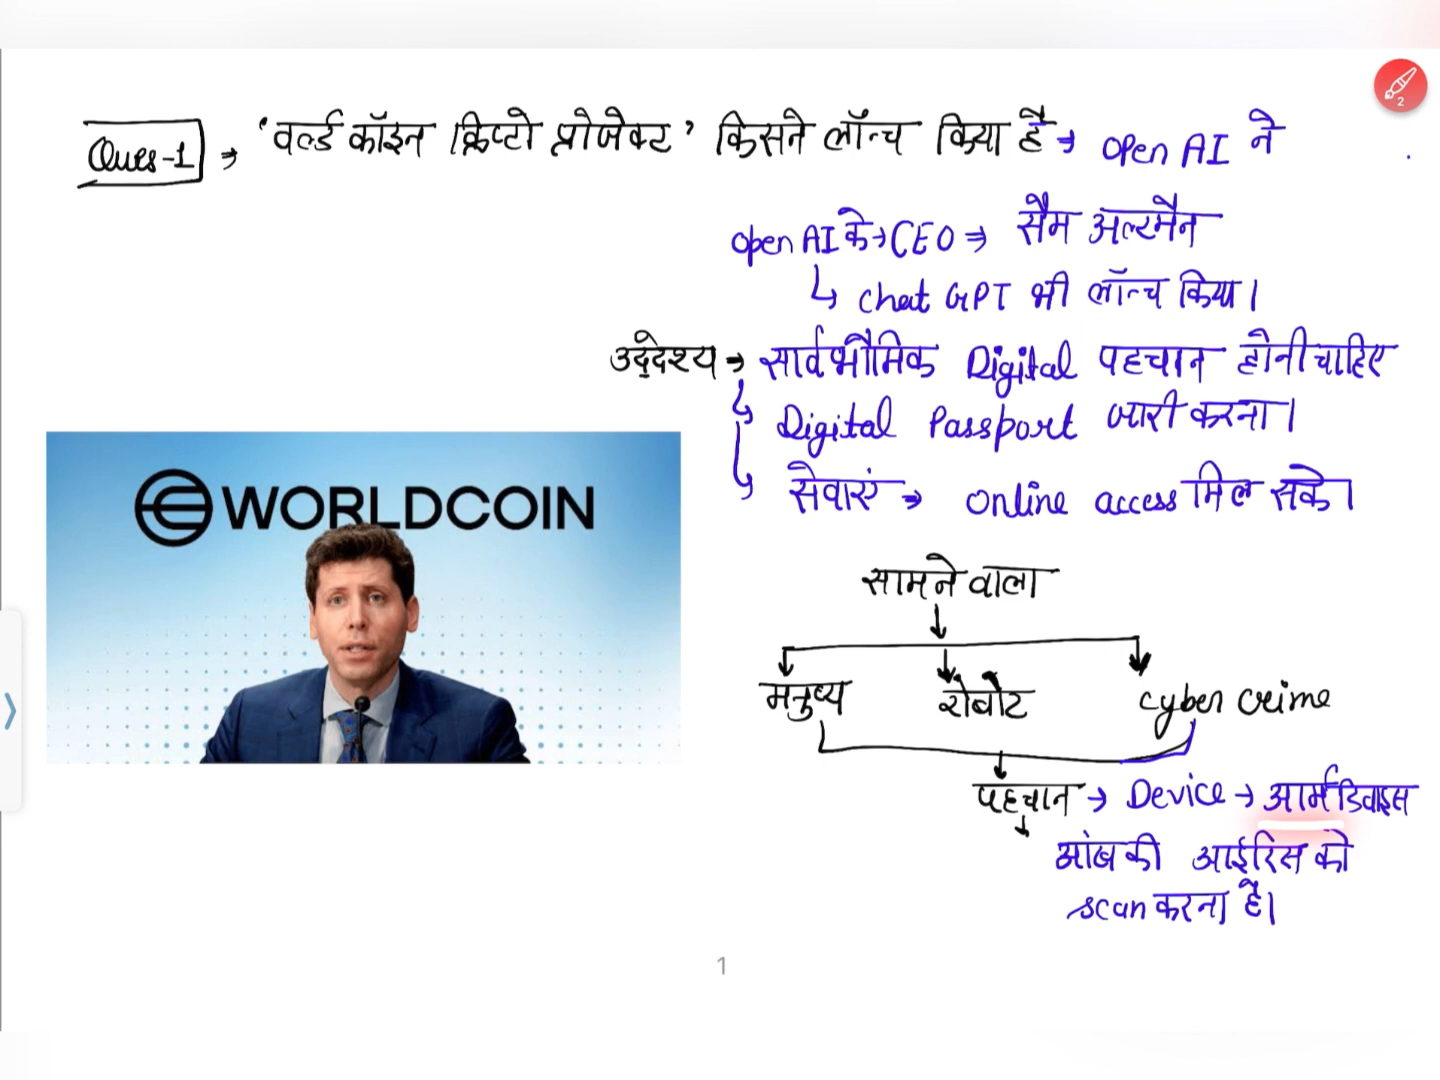 Ques-1 → 'वर्ल्ड कॉइन क्रिप्टो प्रोजेक्ट' किसने लॉन्च किया है → open AI ने
open AI के → CEO ⇒ सैम अल्टमैन
↳ Chat GPT भी लॉन्च किया।
उद्देश्य → सार्वभौमिक Digital पहचान होनी चाहिए
↳ Digital Passport जारी करना।
↳ सेवाएं → online access मिल सके।
WORLDCOIN
सामने वाला
मनुष्य रोबोट Cyber crime
पहचान → Device → आर्म डिवाइस
आंख की आईरिस को
scan करना है।
1
2